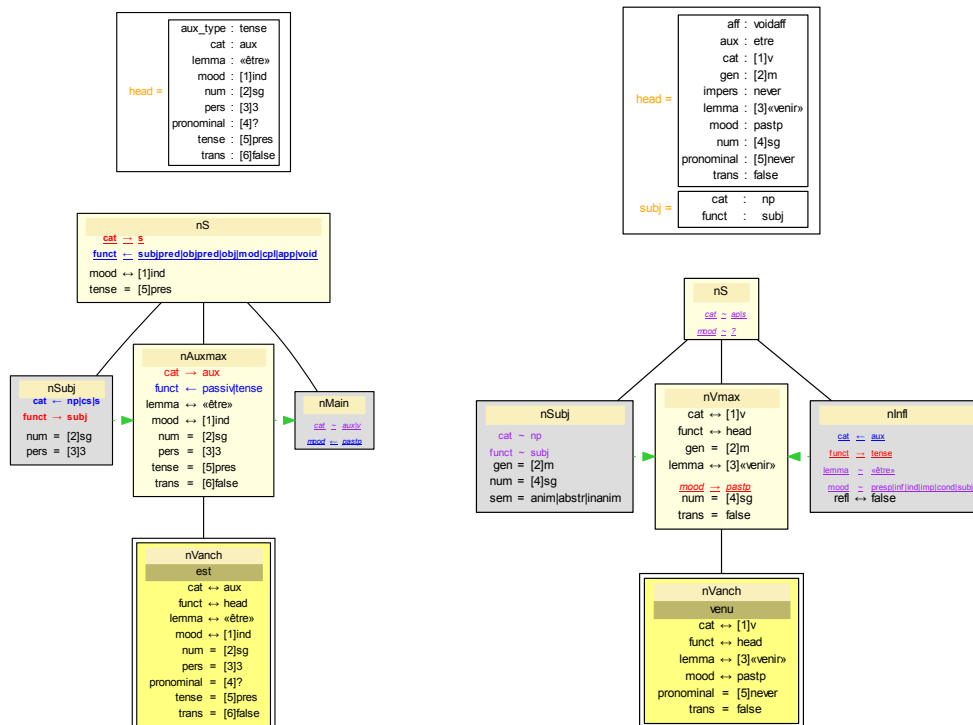 head =
aux_type : tense
cat : aux
lemma : «être»
mood : [1]ind
num : [2]sg
pers : [3]3
pronominal : [4]?
tense : [5]pres
trans : [6]false
nS
cat → s
funct ← subjpred|objpred|obj|mod|cpl|app|void
mood ↔ [1]ind
tense = [5]pres
nSubj
cat ← np|cs|s
funct → subj
num = [2]sg
pers = [3]3
nAuxmax
cat → aux
funct ← passiv|tense
lemma ↔ «être»
mood ↔ [1]ind
num = [2]sg
pers = [3]3
tense = [5]pres
trans = [6]false
nMain
cat ~ aux|v
mood ← pastp
nVanch
est
cat ↔ aux
funct ↔ head
lemma ↔ «être»
mood ↔ [1]ind
num = [2]sg
pers = [3]3
pronominal = [4]?
tense = [5]pres
trans = [6]false
head =
aff : voidaff
aux : etre
cat : [1]v
gen : [2]m
impers : never
lemma : [3]«venir»
mood : pastp
num : [4]sg
pronominal : [5]never
trans : false
subj =
cat : np
funct : subj
nS
cat ~ ap|s
mood ~ ?
nSubj
cat ~ np
funct ~ subj
gen = [2]m
num = [4]sg
sem = anim|abstr|inanim
nVmax
cat ↔ [1]v
funct ↔ head
gen = [2]m
lemma ↔ [3]«venir»
mood → pastp
num = [4]sg
trans = false
nInfl
cat ← aux
funct → tense
lemma ~ «être»
mood ~ presp|inf|ind|imp|cond|subj
refl ↔ false
nVanch
venu
cat ↔ [1]v
funct ↔ head
lemma ↔ [3]«venir»
mood ↔ pastp
pronominal = [5]never
trans = false